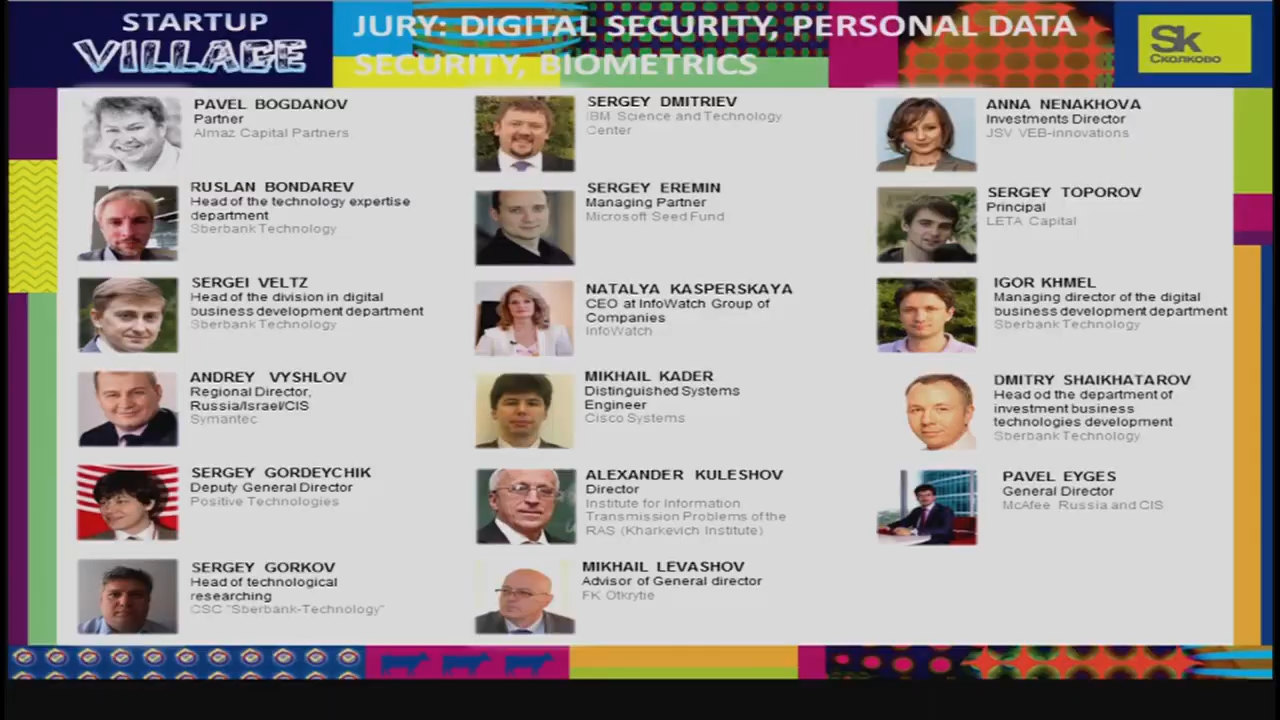 STARTUP
VILLAGE
JURY: DIGITAL SECURITY, PERSONAL DATA
SECURITY, BIOMETRICS
Sk
Сколково
PAVEL BOGDANOV
Partner
Almaz Capital Partners
RUSLAN BONDAREV
Head of the technology expertise
department
Sberbank Technology
SERGEI VELTZ
Head of the division in digital
business development department
Sberbank Technology
ANDREY VYSHLOV
Regional Director,
Russia/Israel/CIS
Symantec
SERGEY GORDEYCHIK
Deputy General Director
Positive Technologies
SERGEY GORKOV
Head of technological
researching
CSC "Sberbank-Technology"
SERGEY DMITRIEV
IBM Science and Technology
Center
SERGEY EREMIN
Managing Partner
Microsoft Seed Fund
NATALYA KASPERSKAYA
CEO at InfoWatch Group of
Companies
InfoWatch
MIKHAIL KADER
Distinguished Systems
Engineer
Cisco Systems
ALEXANDER KULESHOV
Director
Institute for Information
Transmission Problems of the
RAS (Kharkevich Institute)
MIKHAIL LEVASHOV
Advisor of General director
FK Otkrytie
ANNA NENAKHOVA
Investments Director
JSV VEB-innovations
SERGEY TOPOROV
Principal
LETA Capital
IGOR KHMEL
Managing director of the digital
business development department
Sberbank Technology
DMITRY SHAIKHATAROV
Head od the department of
investment business
technologies development
Sberbank Technology
PAVEL EYGES
General Director
McAfee Russia and CIS